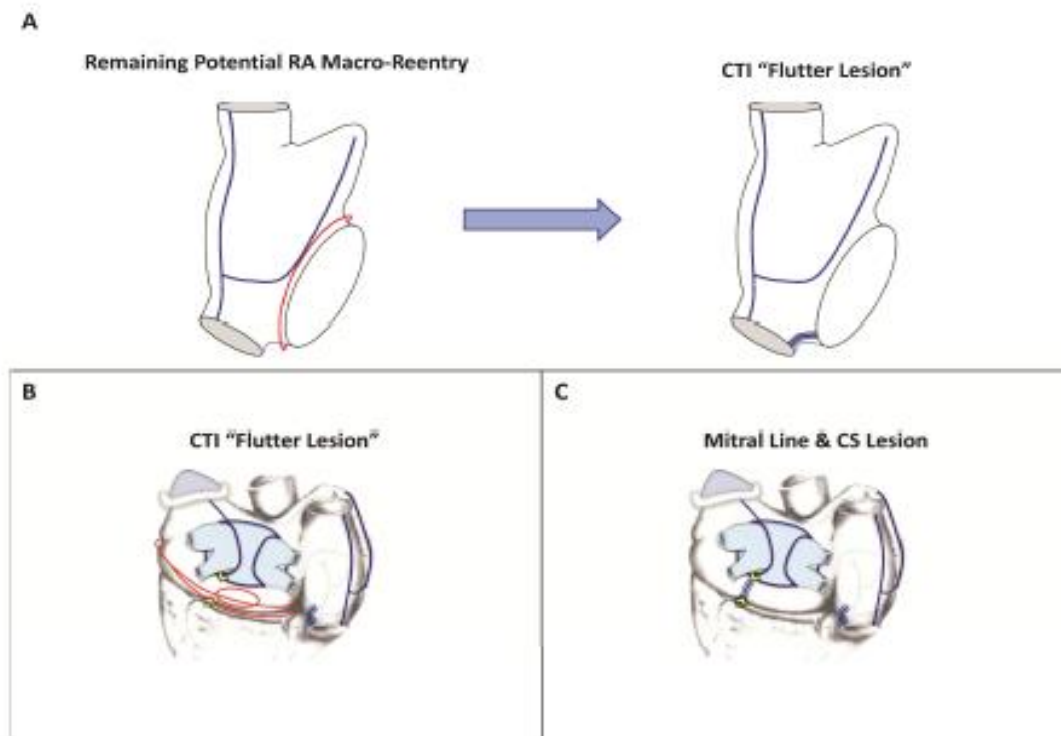 A
Remaining Potential RA Macro-Reentry
CTI "Flutter Lesion"
B
CTI "Flutter Lesion"
C
Mitral Line & CS Lesion